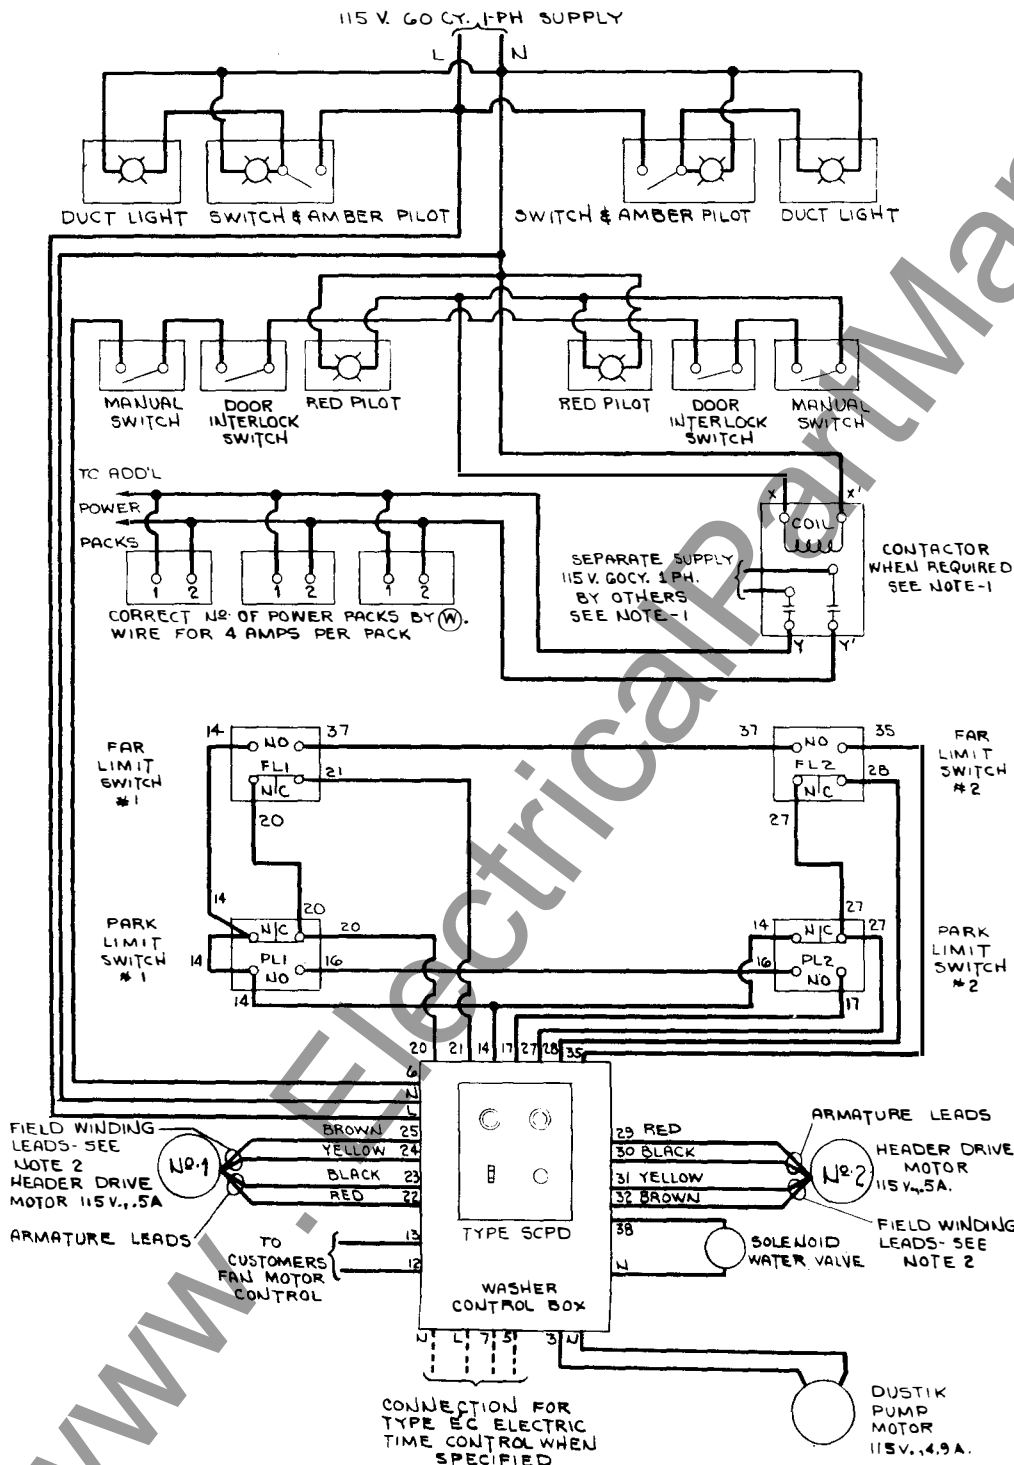 115 V. 60 CY. 1-PH SUPPLY
L N
DUCT LIGHT
SWITCH & AMBER PILOT
SWITCH & AMBER PILOT
DUCT LIGHT
MANUAL
SWITCH
DOOR
INTERLOCK
SWITCH
RED PILOT
RED PILOT
DOOR
INTERLOCK
SWITCH
MANUAL
SWITCH
TO ADD'L
POWER
PACKS
1 2
1 2
1 2
CORRECT NO. OF POWER PACKS BY W.
WIRE FOR 4 AMPS PER PACK
X X'
COIL
SEPARATE SUPPLY
115 V. 60CY. 1 PH.
BY OTHERS
SEE NOTE-1
Y Y'
CONTACTOR
WHEN REQUIRED
SEE NOTE-1
FAR
LIMIT
SWITCH
#1
14 NO 37
FL1
N/C 21
20
37 NO 35
FL2
N/C 28
27
FAR
LIMIT
SWITCH
#2
PARK
LIMIT
SWITCH
#1
14
20
N/C 20
14 PL1 16
NO
14
27
14 N/C 27
16 PL2
NO
17
PARK
LIMIT
SWITCH
#2
20 21 14 17 27 28 35
6
N
L
FIELD WINDING
LEADS-SEE
NOTE 2
HEADER DRIVE
MOTOR 115 V., .5A
No.1
ARMATURE LEADS
BROWN 25
YELLOW 24
BLACK 23
RED 22
13
12
TO
CUSTOMERS
FAN MOTOR
CONTROL
TYPE SCPD
WASHER
CONTROL BOX
29 RED
30 BLACK
31 YELLOW
32 BROWN
38
N
ARMATURE LEADS
No.2
HEADER DRIVE
MOTOR
115 V., .5A.
FIELD WINDING
LEADS-SEE
NOTE 2
SOLENOID
WATER VALVE
N L 7 5 3 N
CONNECTION FOR
TYPE EC ELECTRIC
TIME CONTROL WHEN
SPECIFIED
DUSTIK
PUMP
MOTOR
115 V., 4.9 A.
www.ElectricalPartMan